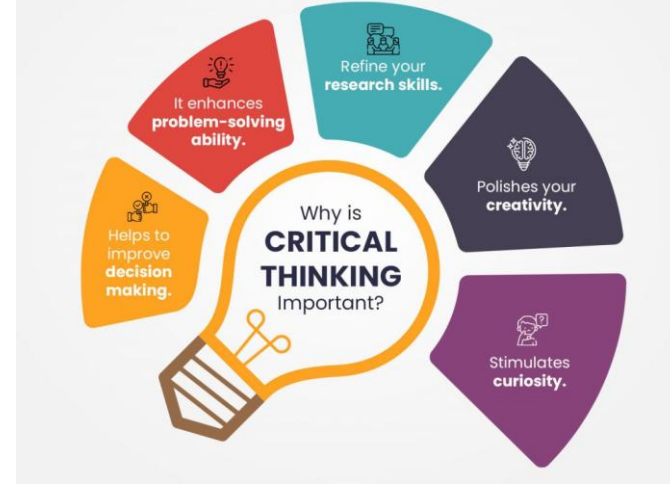 Why is
CRITICAL
THINKING
Important?
Helps to
improve
decision
making.
It enhances
problem-solving
ability.
Refine your
research skills.
Polishes your
creativity.
Stimulates
curiosity.